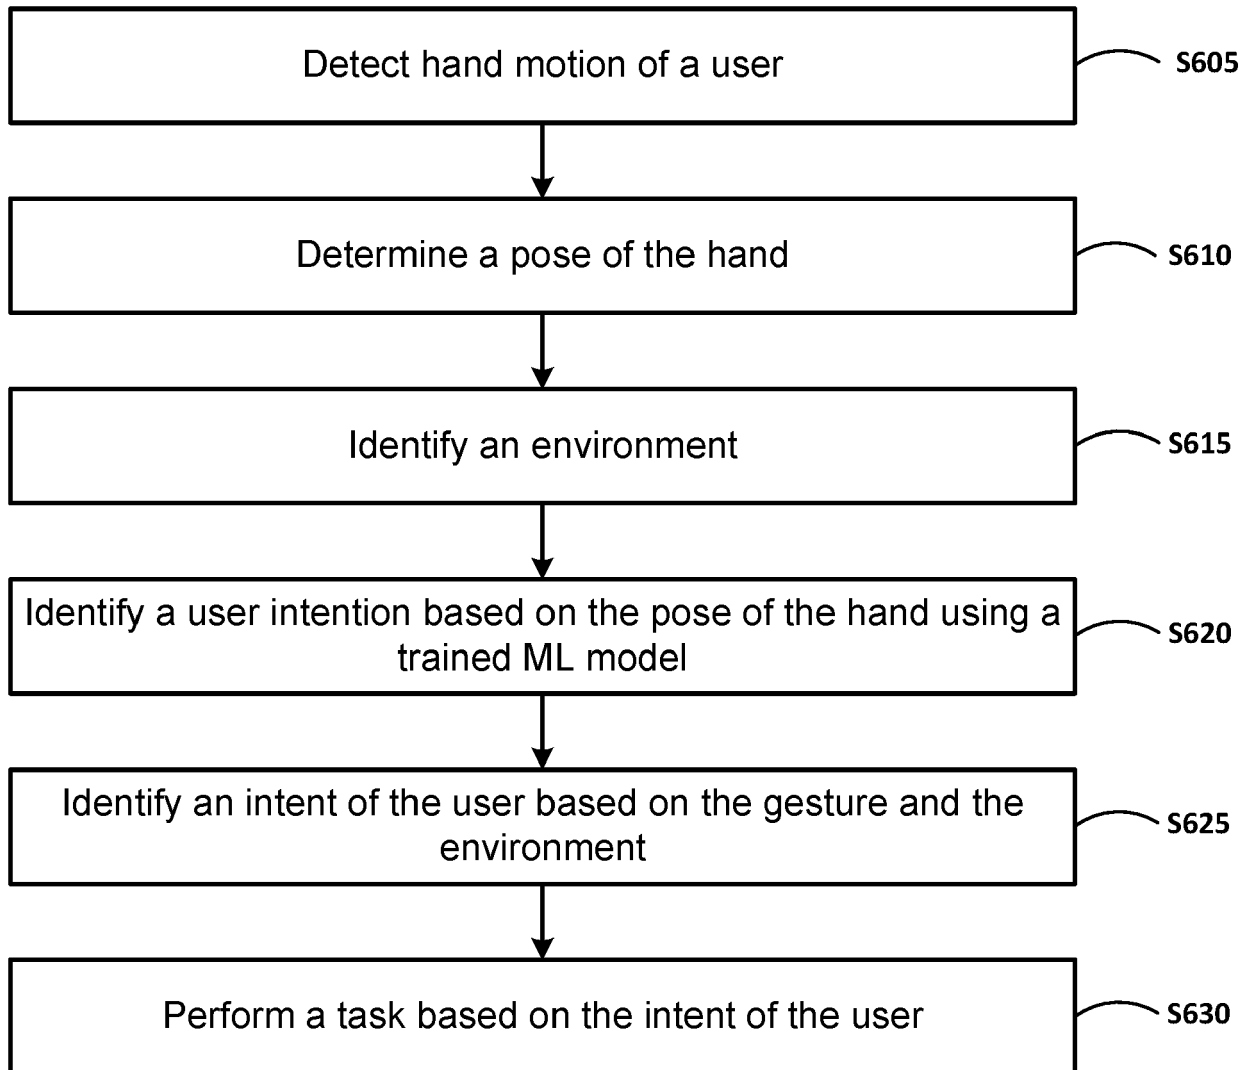 Detect hand motion of a user
S605
Determine a pose of the hand
S610
Identify an environment
S615
Identify a user intention based on the pose of the hand using a
trained ML model
S620
Identify an intent of the user based on the gesture and the
environment
S625
Perform a task based on the intent of the user
S630